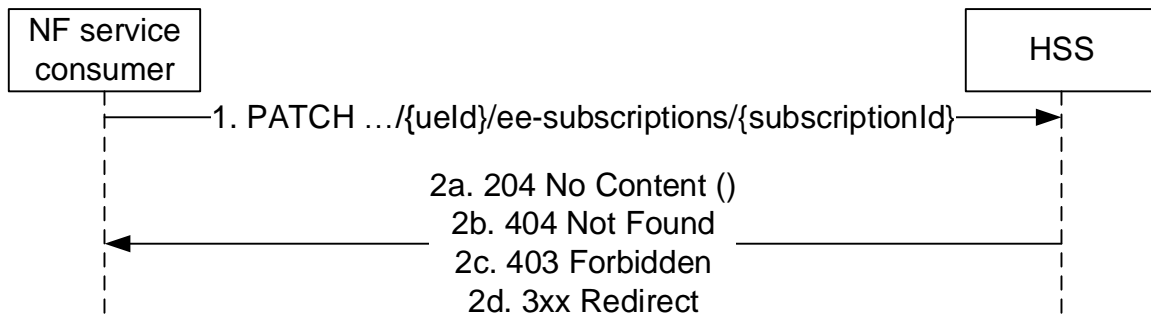 NF service
consumer
HSS
1. PATCH …/{ueId}/ee-subscriptions/{subscriptionId}
2a. 204 No Content ()
2b. 404 Not Found
2c. 403 Forbidden
2d. 3xx Redirect